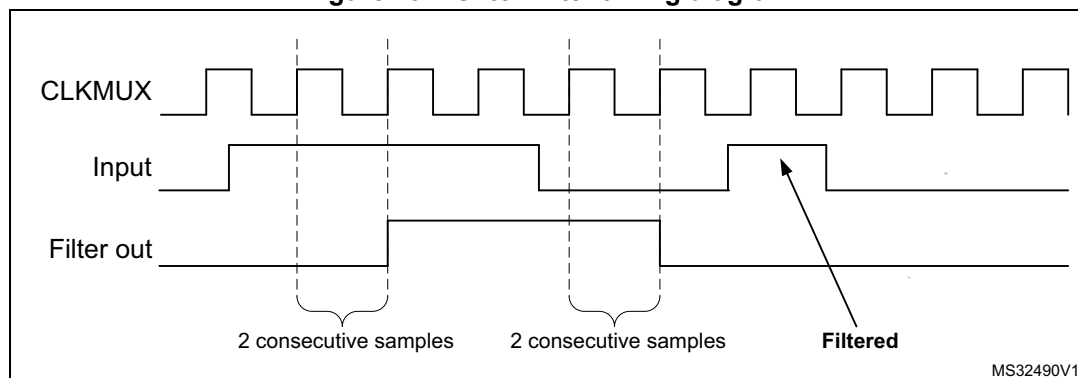 CLKMUX
Input
Filter out
2 consecutive samples
2 consecutive samples
Filtered
MS32490V1